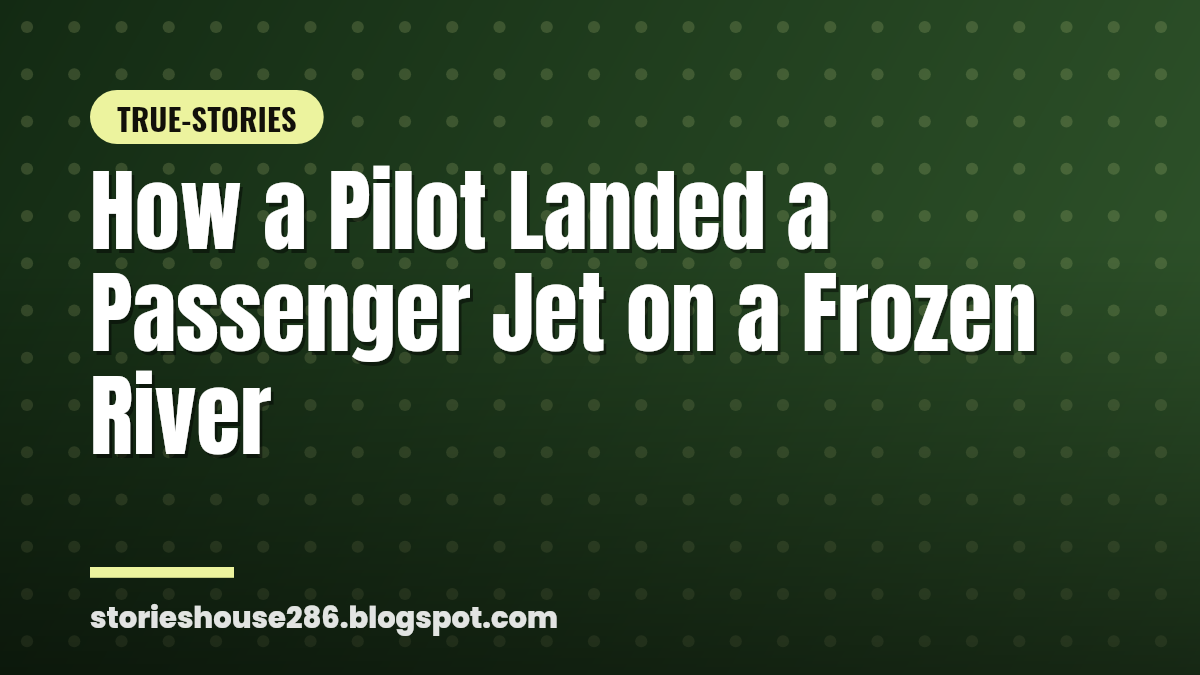 TRUE-STORIES
How a Pilot Landed a
Passenger Jet on a Frozen
River
storieshouse286.blogspot.com